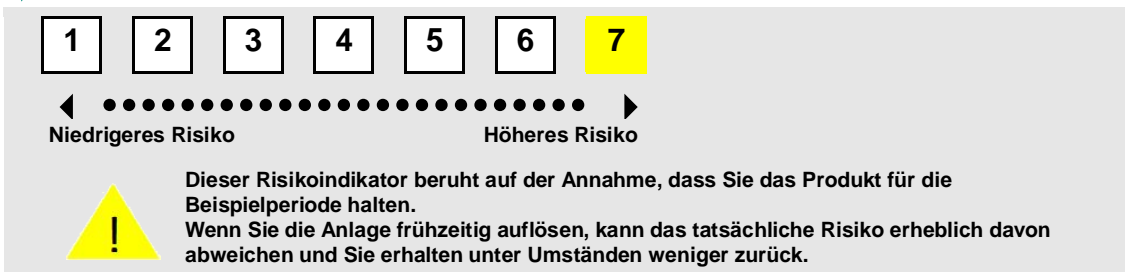 1 2 3 4 5 6 7
Niedrigeres Risiko Höheres Risiko
Dieser Risikoindikator beruht auf der Annahme, dass Sie das Produkt für die
Beispielperiode halten.
Wenn Sie die Anlage frühzeitig auflösen, kann das tatsächliche Risiko erheblich davon
abweichen und Sie erhalten unter Umständen weniger zurück.
!